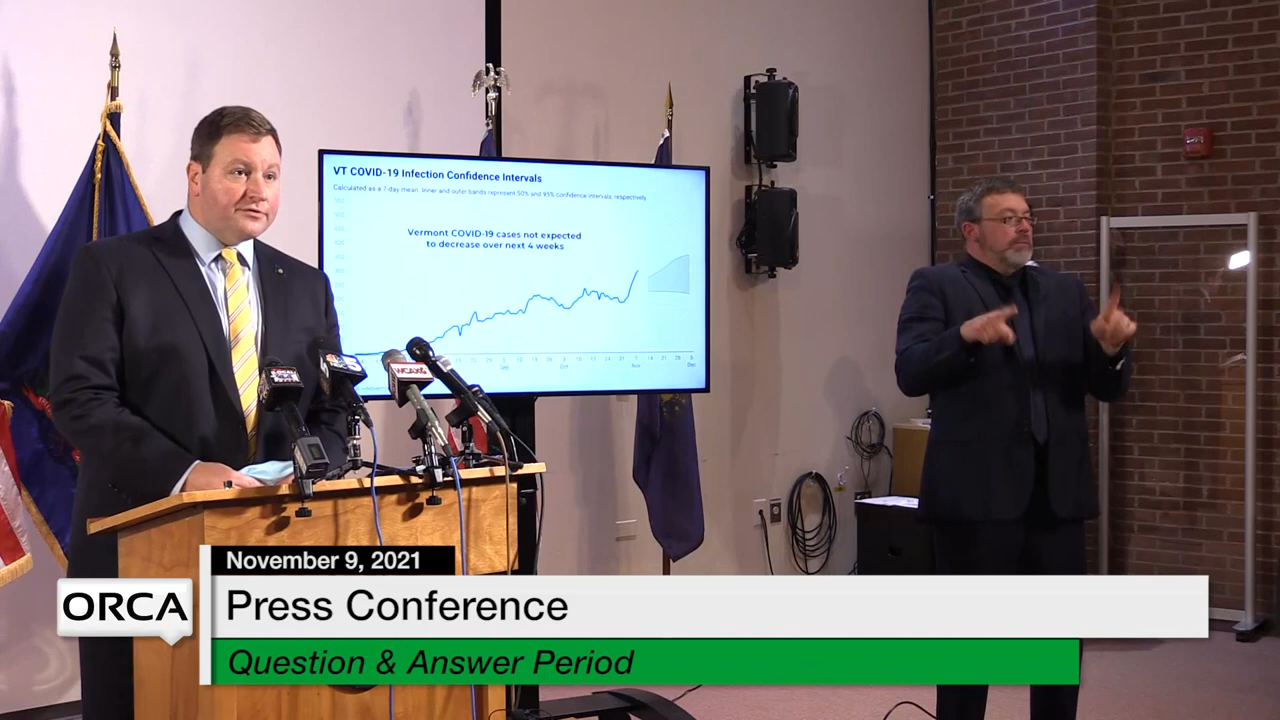 VT COVID-19 Infection Confidence Intervals
Calculated as a 7-day mean. Inner and outer bands represent 50% and 95% confidence intervals, respectively.
Vermont COVID-19 cases not expected
to decrease over next 4 weeks
Sep
Oct
Nov
Dec
WCAX
November 9, 2021
ORCA
Press Conference
Question & Answer Period